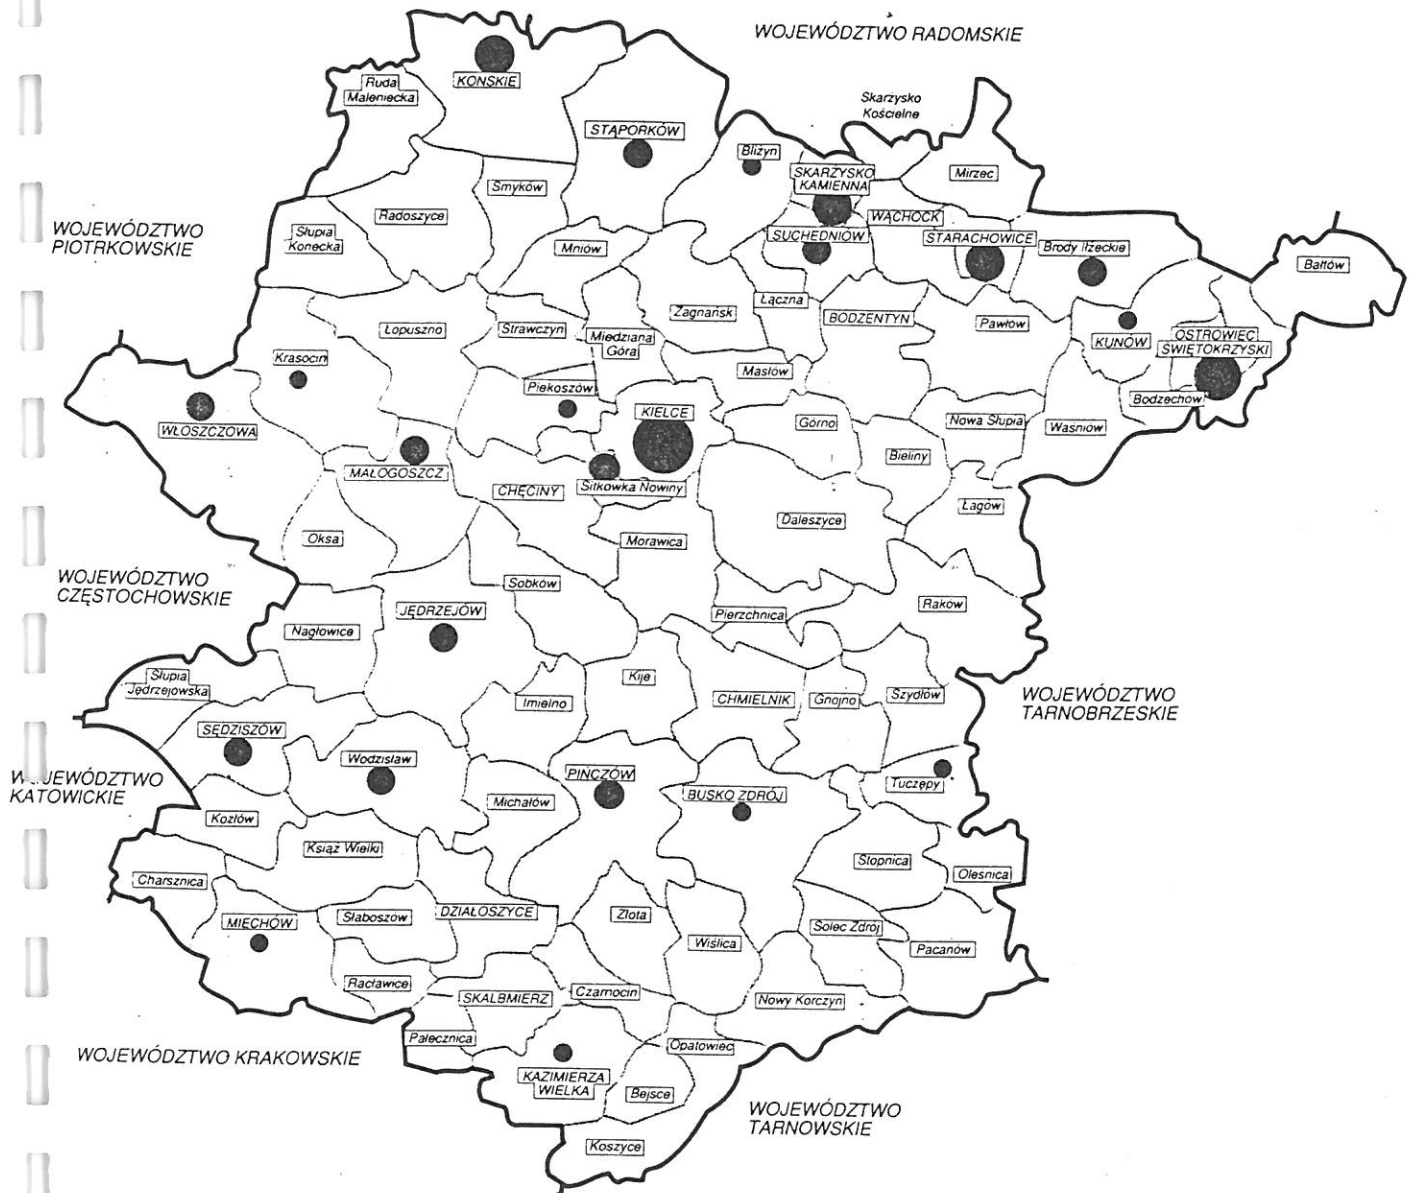 WOJEWÓDZTWO RADOMSKIE
KONSKIE
Ruda
Maleniecka
Skarzysko
Kościelne
STĄPORKÓW
Bliżyn
SKARZYSKO
KAMIENNA
Mirzec
Smyków
Radoszyce
WĄCHOCK
WOJEWÓDZTWO
PIOTRKOWSKIE
Słupia
Konecka
Mniów
SUCHEDNIÓW
STARACHOWICE
Brody Iłżeckie
Bałtów
Łopuszno
Strawczyn
Miedziana
Góra
Zagnańsk
Łączna
BODZENTYN
Pawłów
KUNÓW
OSTROWIEC
ŚWIĘTOKRZYSKI
Krasocin
Masłów
Piekoszów
Bodzechów
WŁOSZCZOWA
KIELCE
Górno
Nowa Słupia
Waśniów
MAŁOGOSZCZ
Bieliny
CHĘCINY
Sitkówka Nowiny
Łagów
Daleszyce
Oksa
Morawica
WOJEWÓDZTWO
CZĘSTOCHOWSKIE
Sobków
JĘDRZEJÓW
Pierzchnica
Raków
Nagłowice
Słupia
Jędrzejowska
Kije
Imielno
CHMIELNIK
Gnojno
Szydłów
WOJEWÓDZTWO
TARNOBRZESKIE
SĘDZISZÓW
Wodzisław
WOJEWÓDZTWO
KATOWICKIE
PIŃCZÓW
BUSKO ZDRÓJ
Tuczępy
Michałów
Kozłów
Książ Wielki
Stopnica
Oleśnica
Charsznica
MIECHÓW
Słaboszów
DZIAŁOSZYCE
Złota
Wiślica
Solec Zdrój
Pacanów
Racławice
SKALBMIERZ
Czarnocin
Nowy Korczyn
Pałecznica
Opatowiec
WOJEWÓDZTWO KRAKOWSKIE
KAZIMIERZA
WIELKA
Bejsce
WOJEWÓDZTWO
TARNOWSKIE
Koszyce